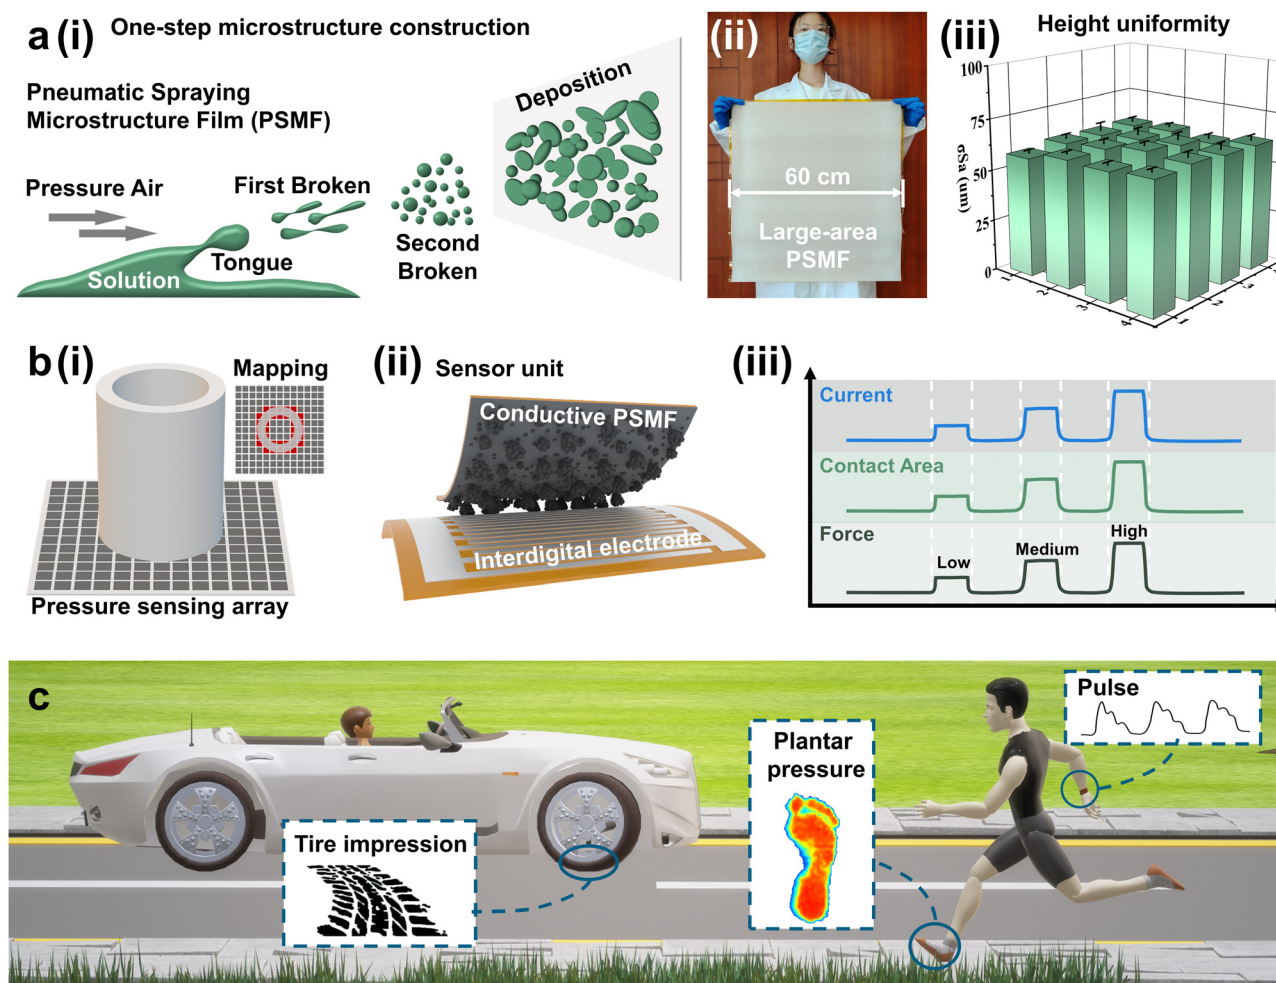 a (i) One-step microstructure construction
Pneumatic Spraying
Microstructure Film (PSMF)
Pressure Air
First Broken
Deposition
Tongue
Solution
Second
Broken
(ii)
60 cm
Large-area
PSMF
(iii) Height uniformity
100
75
50
25
0
σSa (um)
1
2
3
4
1
2
3
b (i)
Mapping
Pressure sensing array
(ii) Sensor unit
Conductive PSMF
Interdigital electrode
(iii)
Current
Contact Area
Force
Low
Medium
High
c
Pulse
Plantar
pressure
Tire impression